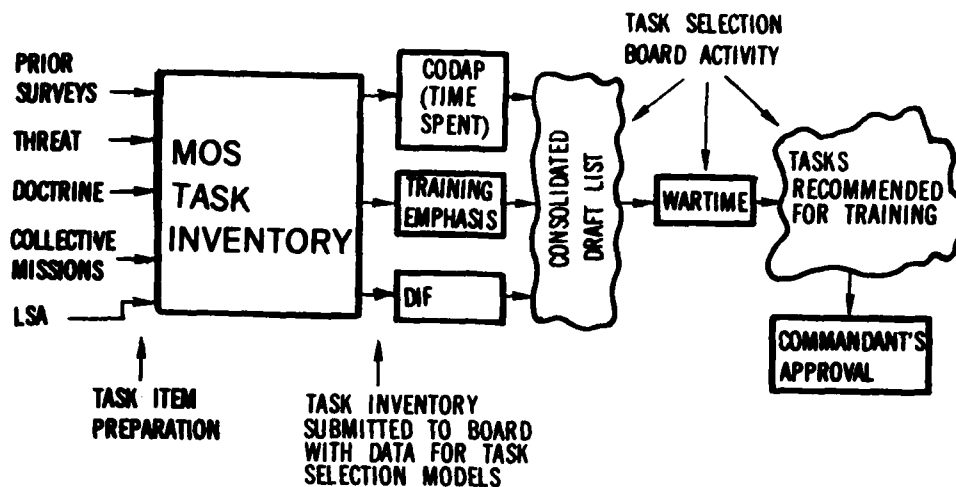 PRIOR
SURVEYS
THREAT
DOCTRINE
COLLECTIVE
MISSIONS
LSA
TASK ITEM
PREPARATION
MOS
TASK
INVENTORY
TASK INVENTORY
SUBMITTED TO BOARD
WITH DATA FOR TASK
SELECTION MODELS
CODAP
(TIME
SPENT)
TRAINING
EMPHASIS
DIF
CONSOLIDATED
DRAFT LIST
TASK SELECTION
BOARD ACTIVITY
WARTIME
TASKS
RECOMMENDED
FOR TRAINING
COMMANDANT'S
APPROVAL